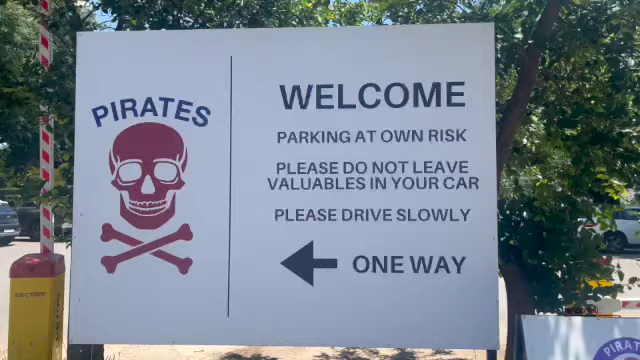 PIRATES
WELCOME
PARKING AT OWN RISK
PLEASE DO NOT LEAVE
VALUABLES IN YOUR CAR
PLEASE DRIVE SLOWLY
ONE WAY